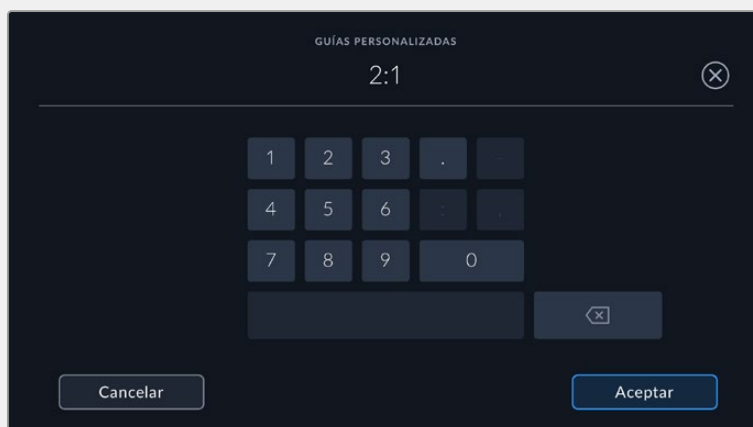 GUÍAS PERSONALIZADAS
2:1
1 2 3 . -
4 5 6 : ,
7 8 9 0
Cancelar Aceptar